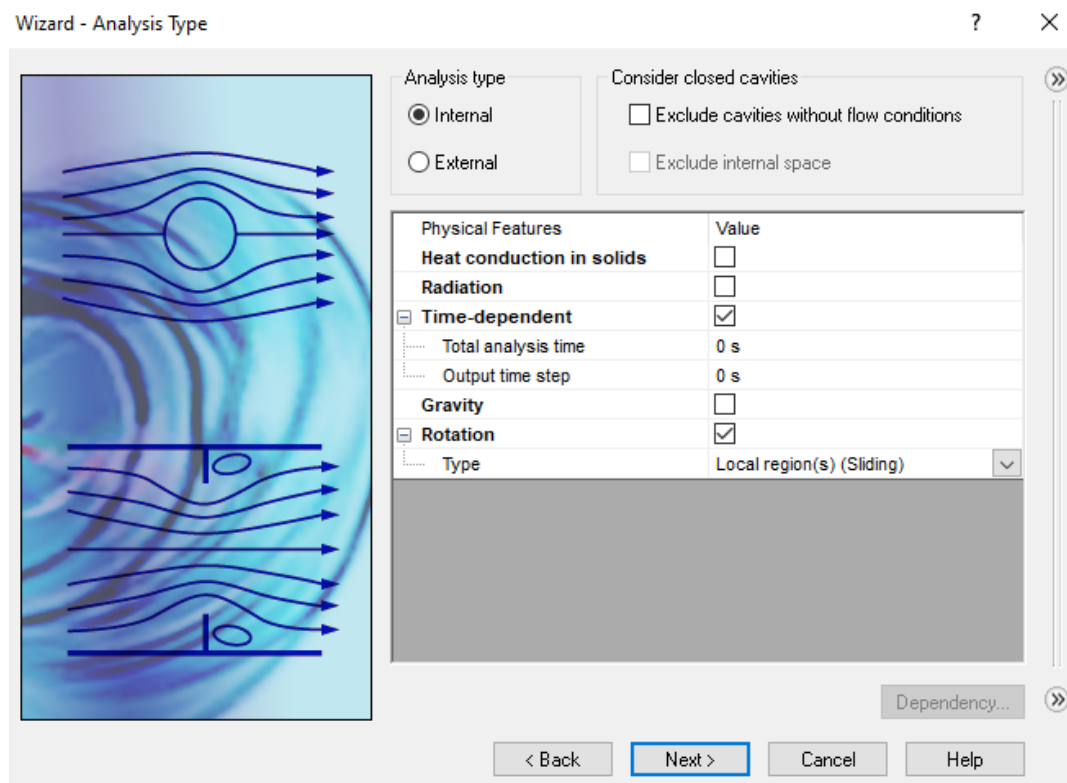 Wizard - Analysis Type ?
Analysis type
Internal
External
Consider closed cavities
Exclude cavities without flow conditions
Exclude internal space
Physical Features Value
Heat conduction in solids
Radiation
Time-dependent
Total analysis time 0 s
Output time step 0 s
Gravity
Rotation
Type Local region(s) (Sliding)
Dependency...
< Back Next > Cancel Help